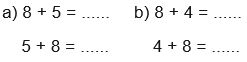 a) 8 + 5 = ...... b) 8 + 4 = ......
5 + 8 = ...... 4 + 8 = ......